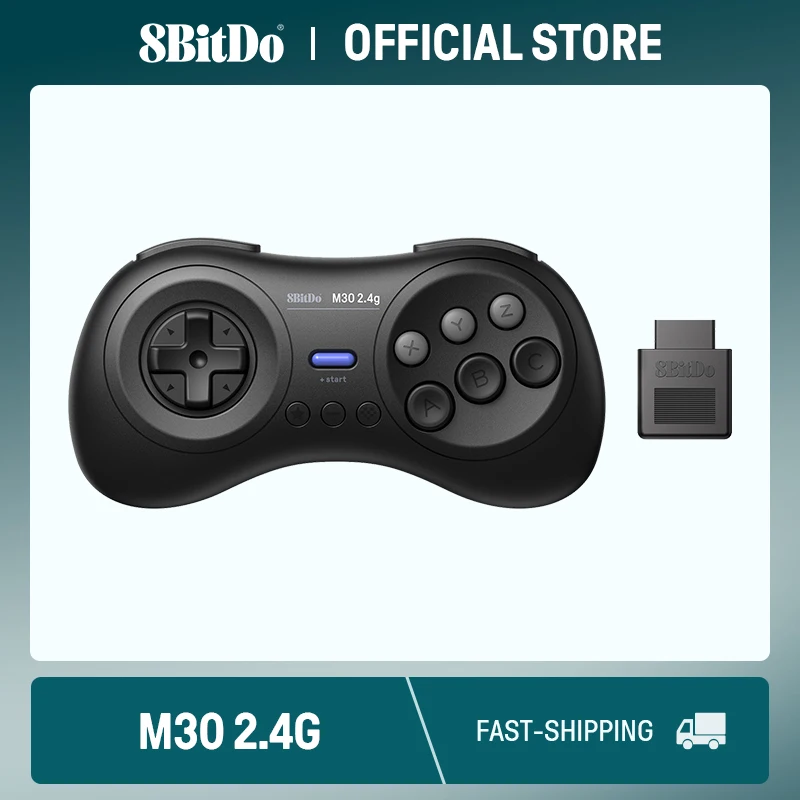 8BitDo® | OFFICIAL STORE
8BitDo M30 2.4g
+ start
X Y Z
A B C
8BitDo
M30 2.4G
FAST-SHIPPING